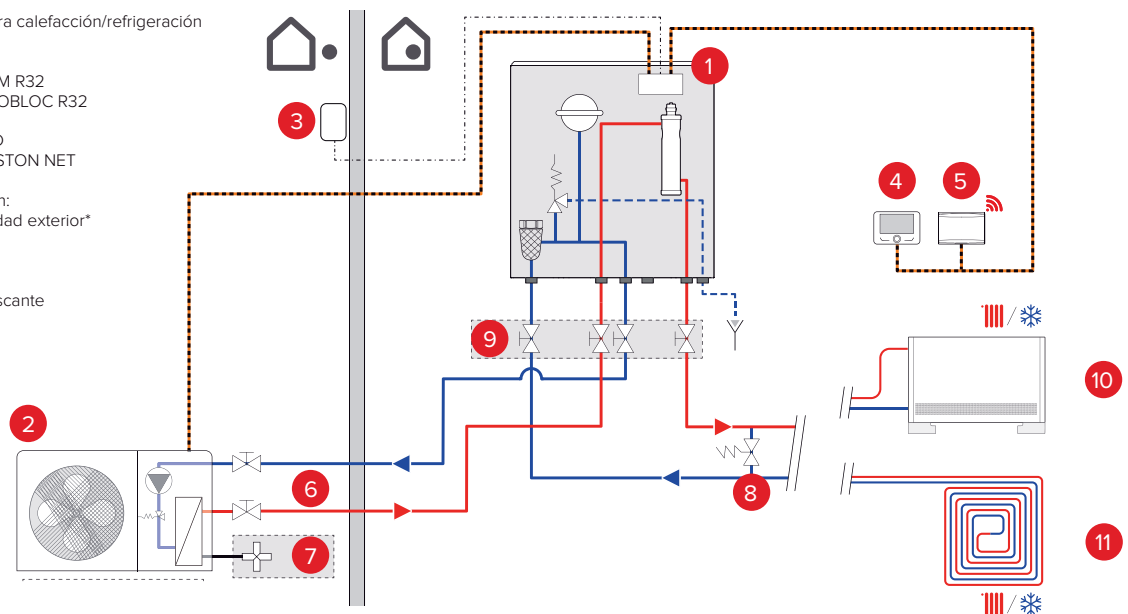 ra calefacción/refrigeración
M R32
OBLOC R32
STON NET
n:
dad exterior*
scante
1
2
3
4
5
6
7
8
9
10
11